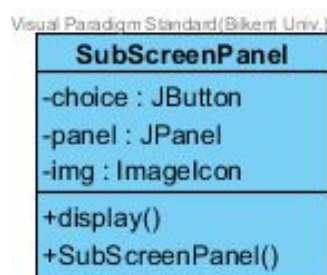 Visual Paradigm Standard(Bilkent Univ.)
SubScreenPanel
-choice : JButton
-panel : JPanel
-img : ImageIcon
+display()
+SubScreenPanel()